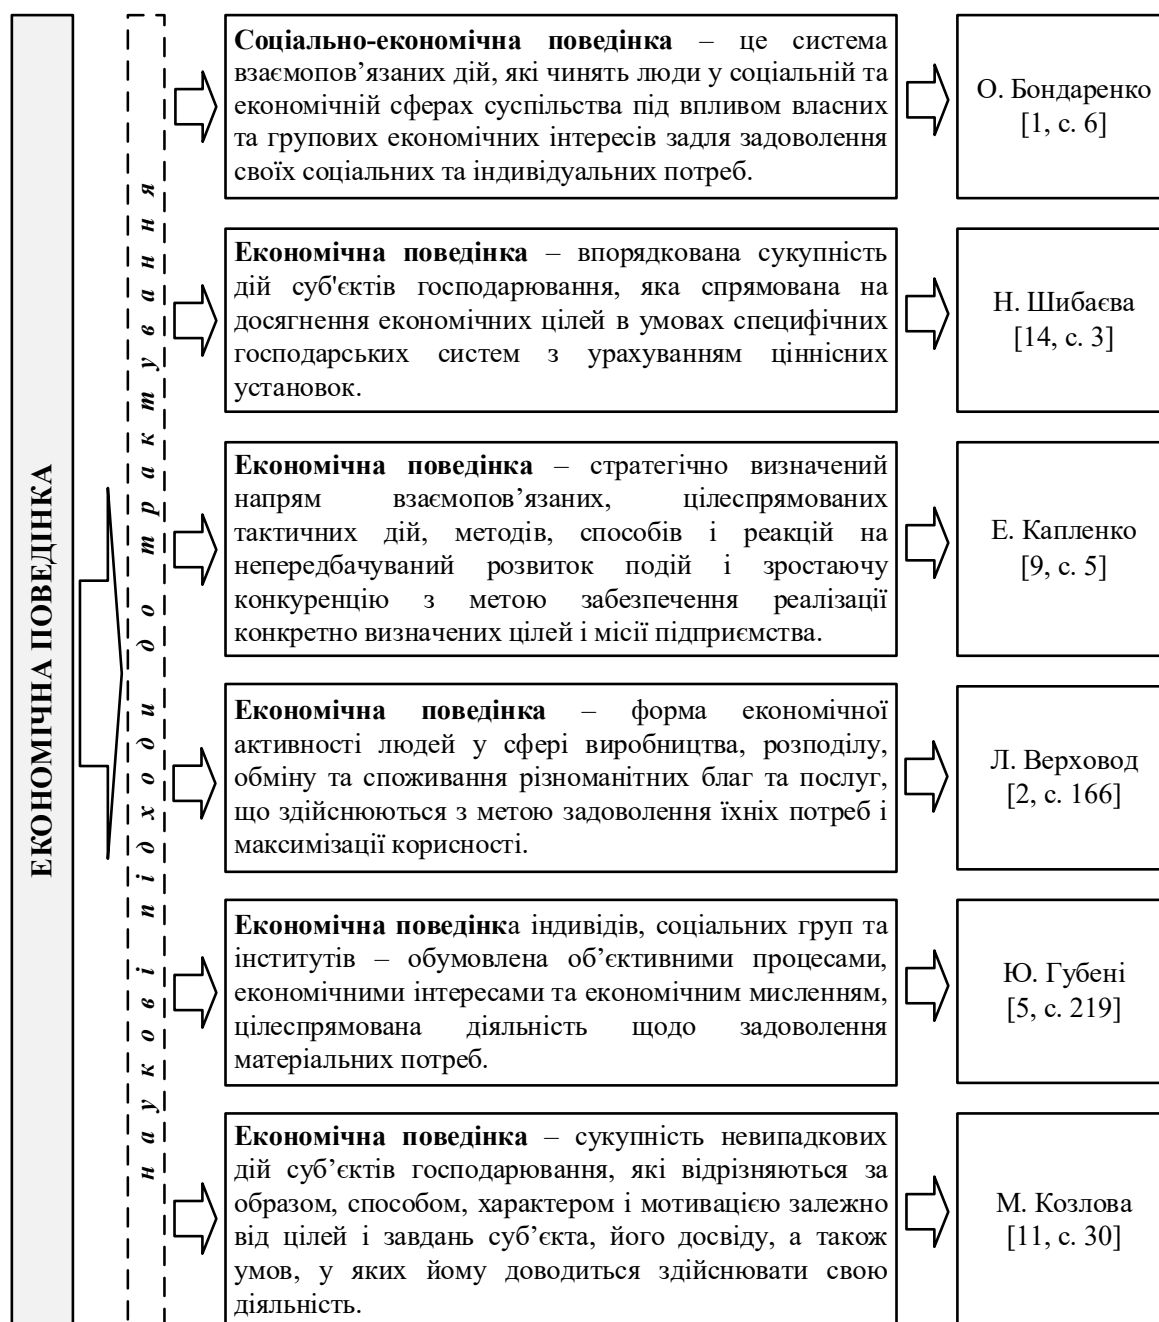 ЕКОНОМІЧНА ПОВЕДІНКА
наукові підходи до трактування
Соціально-економічна поведінка – це система
взаємопов’язаних дій, які чинять люди у соціальній та
економічній сферах суспільства під впливом власних
та групових економічних інтересів задля задоволення
своїх соціальних та індивідуальних потреб.
О. Бондаренко
[1, с. 6]
Економічна поведінка – впорядкована сукупність
дій суб'єктів господарювання, яка спрямована на
досягнення економічних цілей в умовах специфічних
господарських систем з урахуванням ціннісних
установок.
Н. Шибаєва
[14, с. 3]
Економічна поведінка – стратегічно визначений
напрям взаємопов’язаних, цілеспрямованих
тактичних дій, методів, способів і реакцій на
непередбачуваний розвиток подій і зростаючу
конкуренцію з метою забезпечення реалізації
конкретно визначених цілей і місії підприємства.
Е. Капленко
[9, с. 5]
Економічна поведінка – форма економічної
активності людей у сфері виробництва, розподілу,
обміну та споживання різноманітних благ та послуг,
що здійснюються з метою задоволення їхніх потреб і
максимізації корисності.
Л. Верховод
[2, с. 166]
Економічна поведінка індивідів, соціальних груп та
інститутів – обумовлена об’єктивними процесами,
економічними інтересами та економічним мисленням,
цілеспрямована діяльність щодо задоволення
матеріальних потреб.
Ю. Губені
[5, с. 219]
Економічна поведінка – сукупність невипадкових
дій суб’єктів господарювання, які відрізняються за
образом, способом, характером і мотивацією залежно
від цілей і завдань суб’єкта, його досвіду, а також
умов, у яких йому доводиться здійснювати свою
діяльність.
М. Козлова
[11, с. 30]